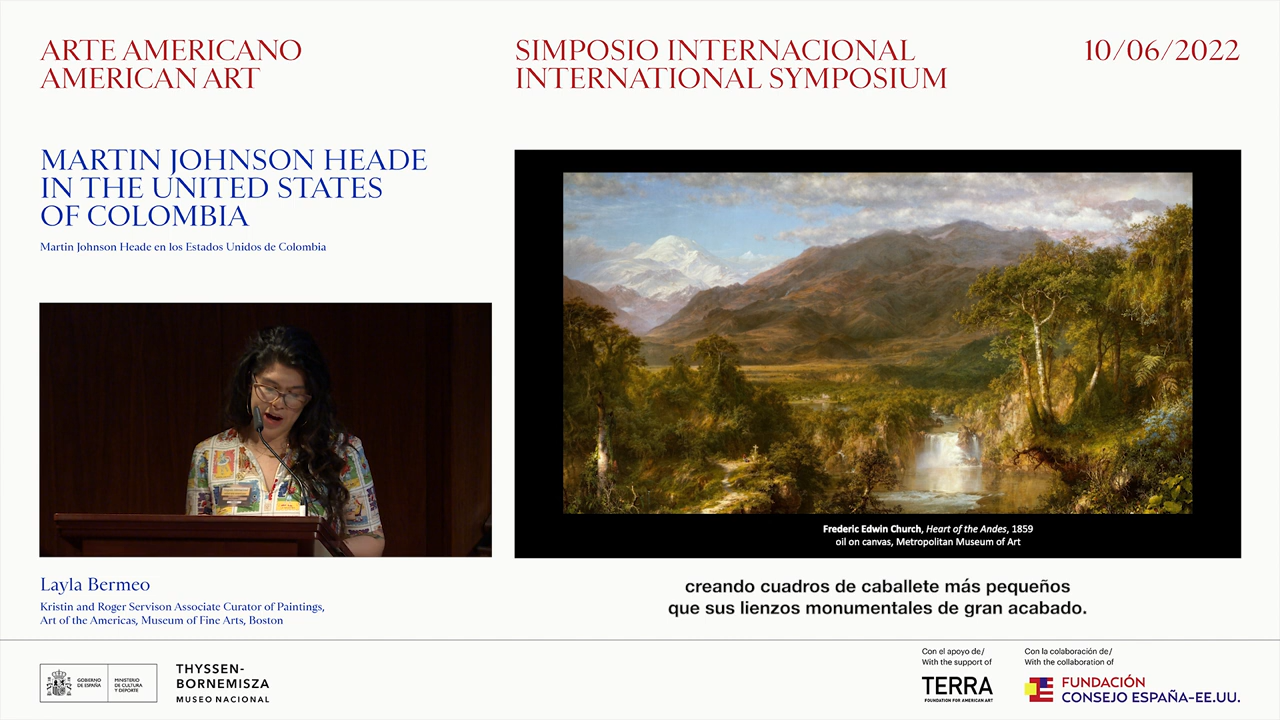 ARTE AMERICANO
AMERICAN ART
SIMPOSIO INTERNACIONAL
INTERNATIONAL SYMPOSIUM
10/06/2022
MARTIN JOHNSON HEADE
IN THE UNITED STATES
OF COLOMBIA
Martin Johnson Heade en los Estados Unidos de Colombia
Frederic Edwin Church, Heart of the Andes, 1859
oil on canvas, Metropolitan Museum of Art
creando cuadros de caballete más pequeños
que sus lienzos monumentales de gran acabado.
Layla Bermeo
Kristin and Roger Servison Associate Curator of Paintings,
Art of the Americas, Museum of Fine Arts, Boston
GOBIERNO
DE ESPAÑA
MINISTERIO
DE CULTURA
Y DEPORTE
THYSSEN-
BORNEMISZA
MUSEO NACIONAL
Con el apoyo de/
With the support of
TERRA
FOUNDATION FOR AMERICAN ART
Con la colaboración de/
With the collaboration of
FUNDACIÓN
CONSEJO ESPAÑA-EE.UU.